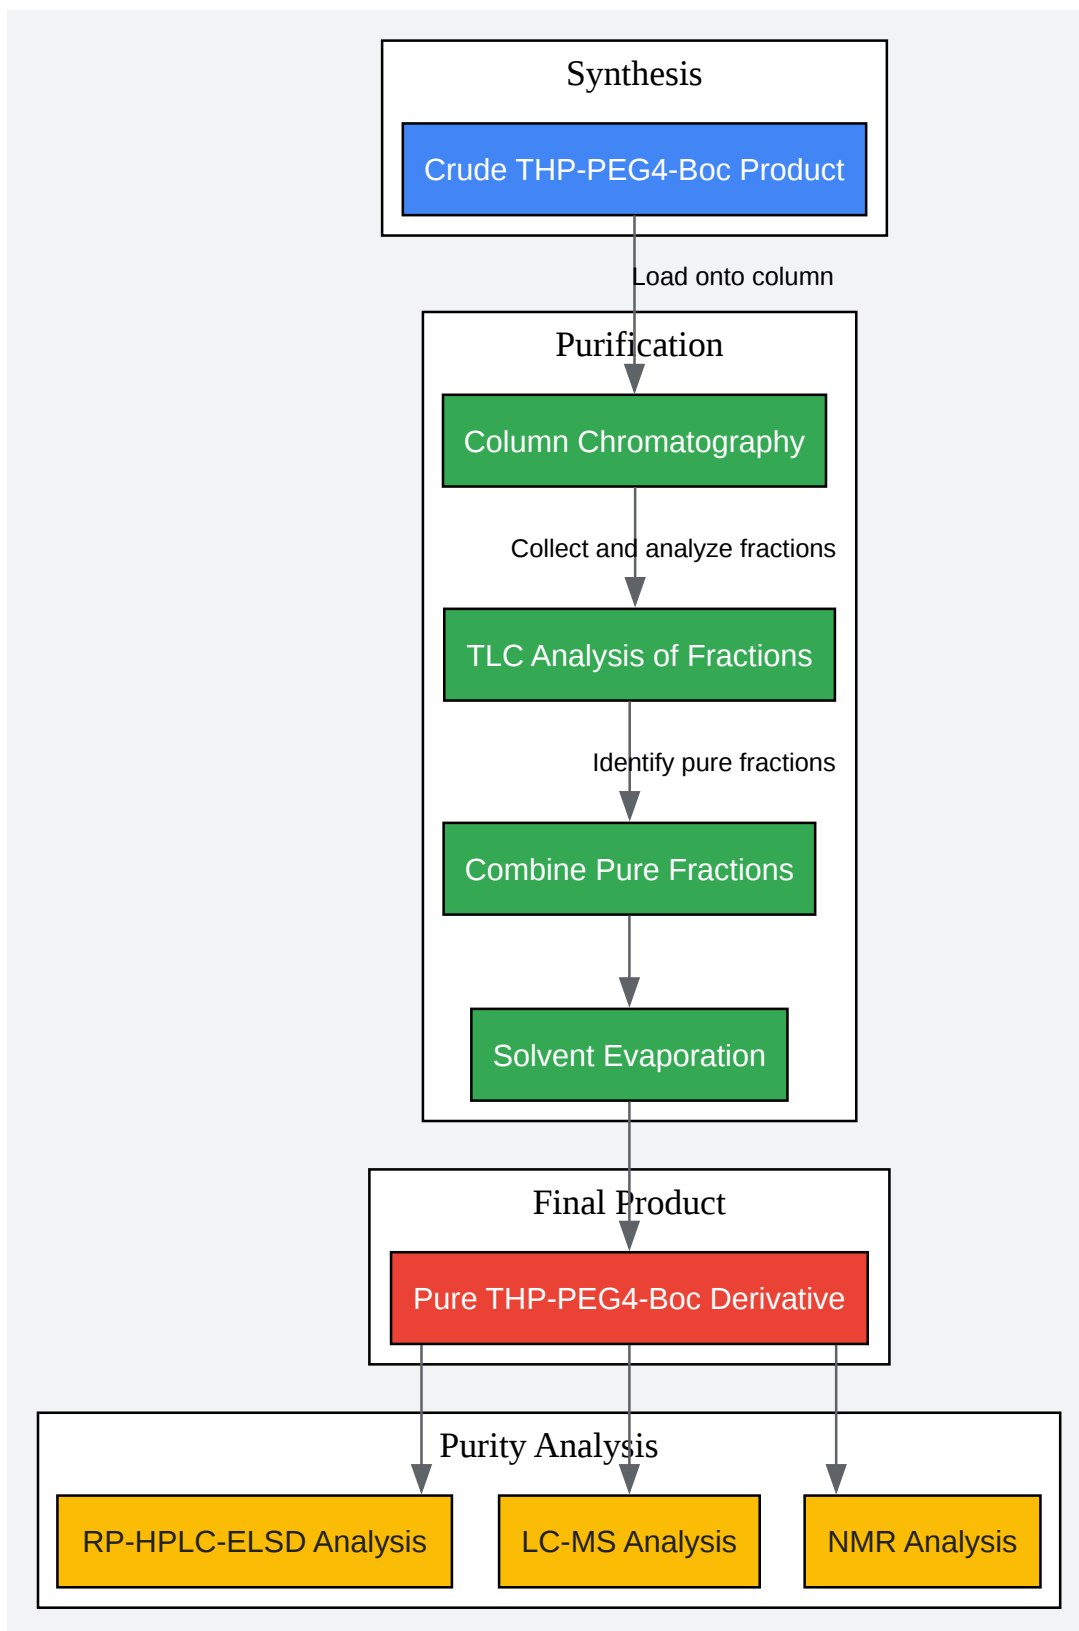 Synthesis
Crude THP-PEG4-Boc Product
Load onto column
Purification
Column Chromatography
Collect and analyze fractions
TLC Analysis of Fractions
Identify pure fractions
Combine Pure Fractions
Solvent Evaporation
Final Product
Pure THP-PEG4-Boc Derivative
Purity Analysis
RP-HPLC-ELSD Analysis
LC-MS Analysis
NMR Analysis